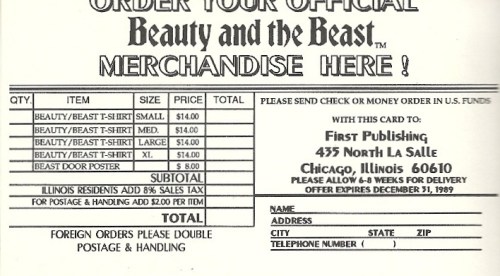 ORDER YOUR OFFICIAL
Beauty and the Beast™
MERCHANDISE HERE!
QTY. ITEM SIZE PRICE TOTAL
BEAUTY/BEAST T-SHIRT SMALL $14.00
BEAUTY/BEAST T-SHIRT MED. $14.00
BEAUTY/BEAST T-SHIRT LARGE $14.00
BEAUTY/BEAST T-SHIRT XL $14.00
BEAST DOOR POSTER $ 8.00
SUBTOTAL
ILLINOIS RESIDENTS ADD 8% SALES TAX
FOR POSTAGE & HANDLING ADD $2.00 PER ITEM
TOTAL
FOREIGN ORDERS PLEASE DOUBLE
POSTAGE & HANDLING
PLEASE SEND CHECK OR MONEY ORDER IN U.S. FUNDS
WITH THIS CARD TO:
First Publishing
435 North La Salle
Chicago, Illinois 60610
PLEASE ALLOW 6-8 WEEKS FOR DELIVERY
OFFER EXPIRES DECEMBER 31, 1989
NAME
ADDRESS
CITY STATE ZIP
TELEPHONE NUMBER ( )